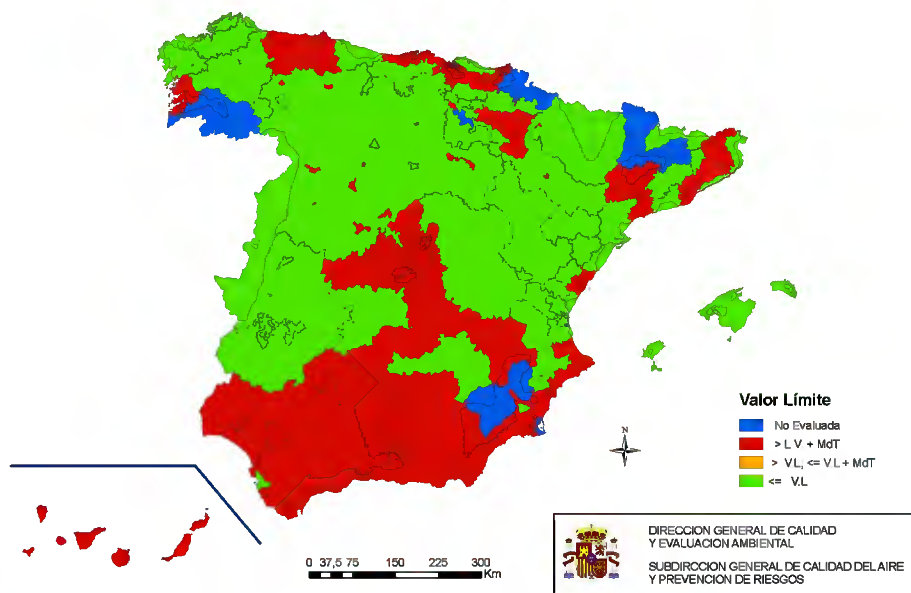 Valor Límite
No Evaluada
> L.V + MdT
> V.L, <= V.L + MdT
<= V.L
N
0 37,5 75 150 225 300
Km
DIRECCION GENERAL DE CALIDAD
Y EVALUACION AMBIENTAL
SUBDIRCCION GENERAL DE CALIDAD DEL AIRE
Y PREVENCION DE RIESGOS